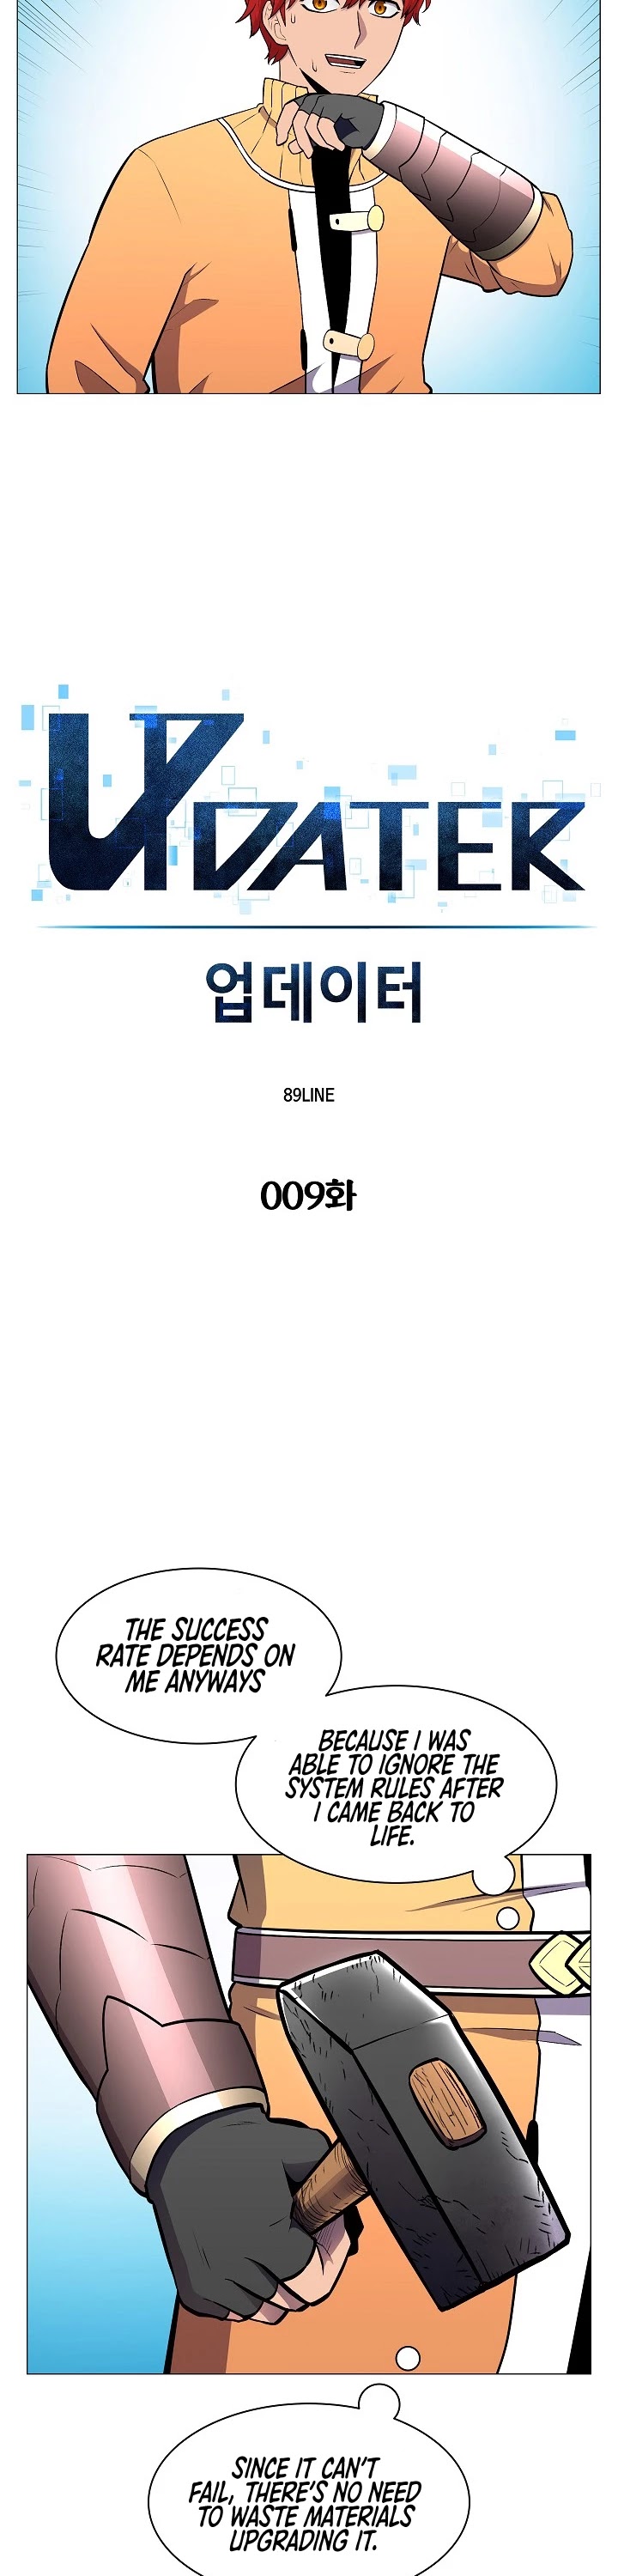 UPDATER
업데이터
89LINE
009화
THE SUCCESS
RATE DEPENDS ON
ME ANYWAYS
BECAUSE I WAS
ABLE TO IGNORE THE
SYSTEM RULES AFTER
I CAME BACK TO
LIFE.
SINCE IT CAN'T
FAIL, THERE'S NO NEED
TO WASTE MATERIALS
UPGRADING IT.